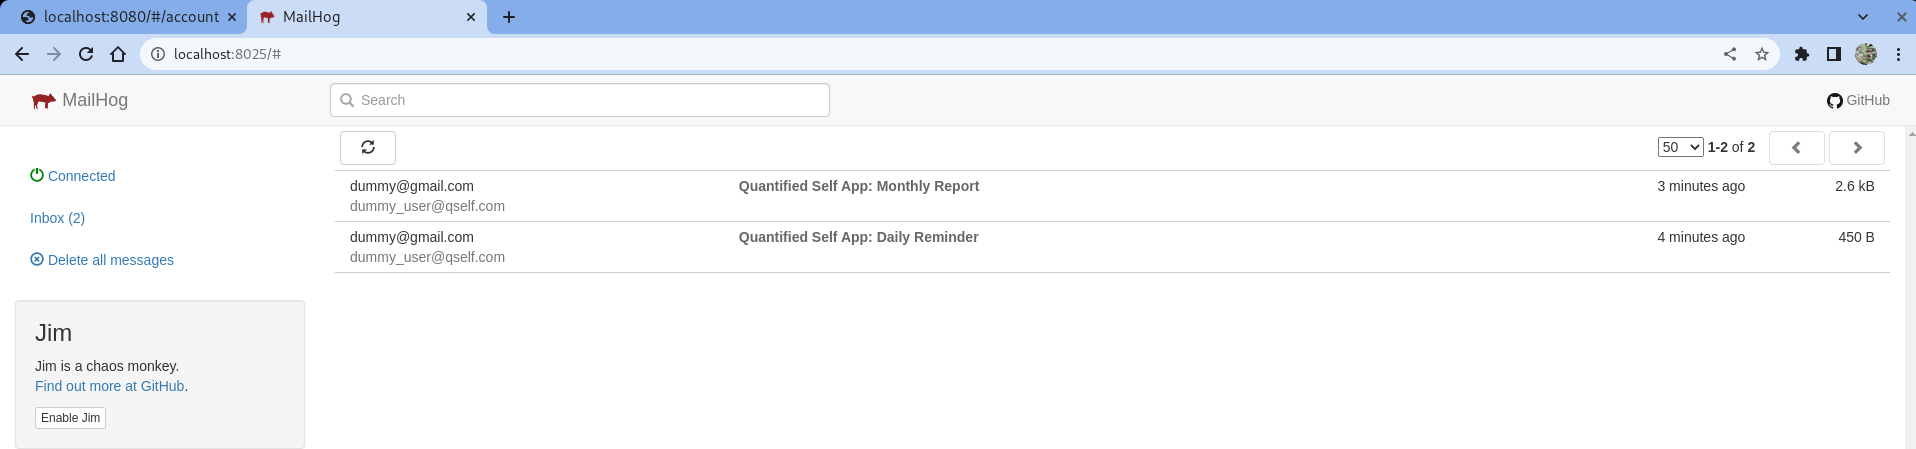 localhost:8080/#/account
MailHog
localhost:8025/#
MailHog
Search
GitHub
Connected
Inbox (2)
Delete all messages
Jim
Jim is a chaos monkey.
Find out more at GitHub.
Enable Jim
50 1-2 of 2
dummy@gmail.com Quantified Self App: Monthly Report 3 minutes ago 2.6 kB
dummy_user@qself.com
dummy@gmail.com Quantified Self App: Daily Reminder 4 minutes ago 450 B
dummy_user@qself.com